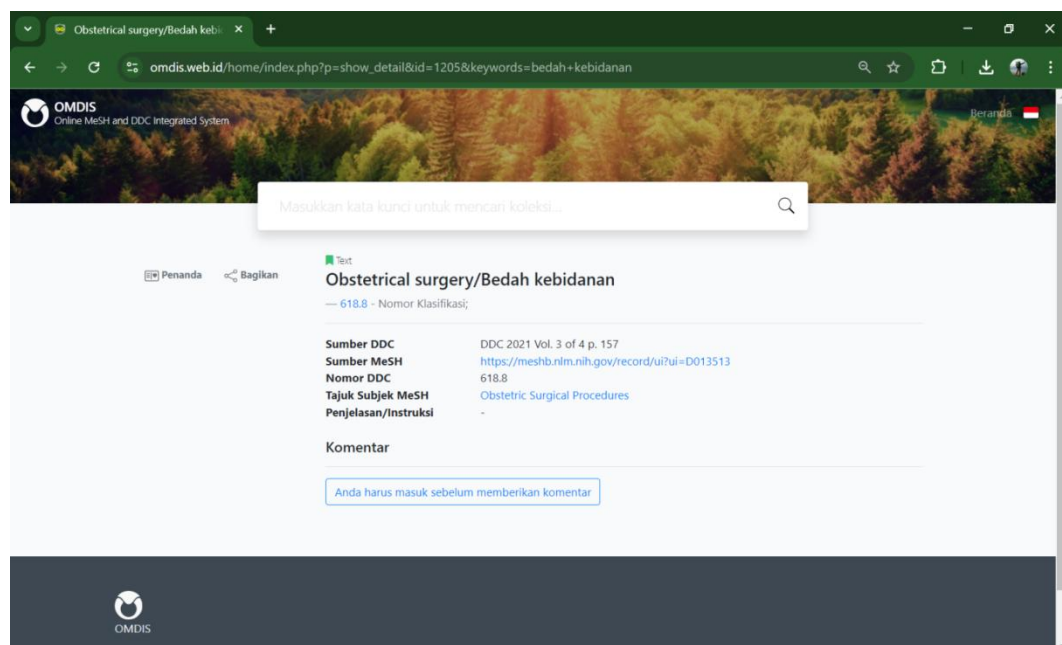 Obstetrical surgery/Bedah kebid
omdis.web.id/home/index.php?p=show_detail&id=1205&keywords=bedah+kebidanan
OMDIS
Online MeSH and DDC Integrated System
Beranda
Masukkan kata kunci untuk mencari koleksi...
Penanda
Bagikan
Text
Obstetrical surgery/Bedah kebidanan
— 618.8 - Nomor Klasifikasi;
Sumber DDC DDC 2021 Vol. 3 of 4 p. 157
Sumber MeSH https://meshb.nlm.nih.gov/record/ui?ui=D013513
Nomor DDC 618.8
Tajuk Subjek MeSH Obstetric Surgical Procedures
Penjelasan/Instruksi -
Komentar
Anda harus masuk sebelum memberikan komentar
OMDIS